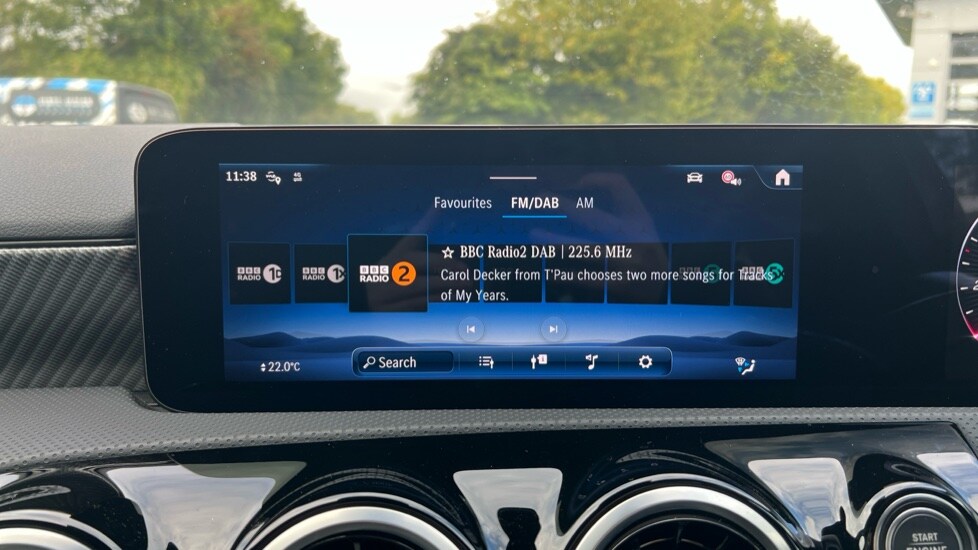 11:38
4G
Favourites FM/DAB AM
BBC RADIO 1 BBC RADIO 1X BBC RADIO 2
BBC Radio2 DAB | 225.6 MHz
Carol Decker from T'Pau chooses two more songs for Tracks
of My Years.
22.0°C
Search
START
ENGINE